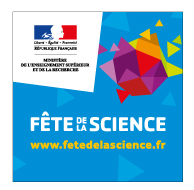 Liberté • Égalité • Fraternité
RÉPUBLIQUE FRANÇAISE
MINISTÈRE
DE L'ENSEIGNEMENT SUPÉRIEUR
ET DE LA RECHERCHE
FÊTE DE LA SCIENCE
www.fetedelascience.fr